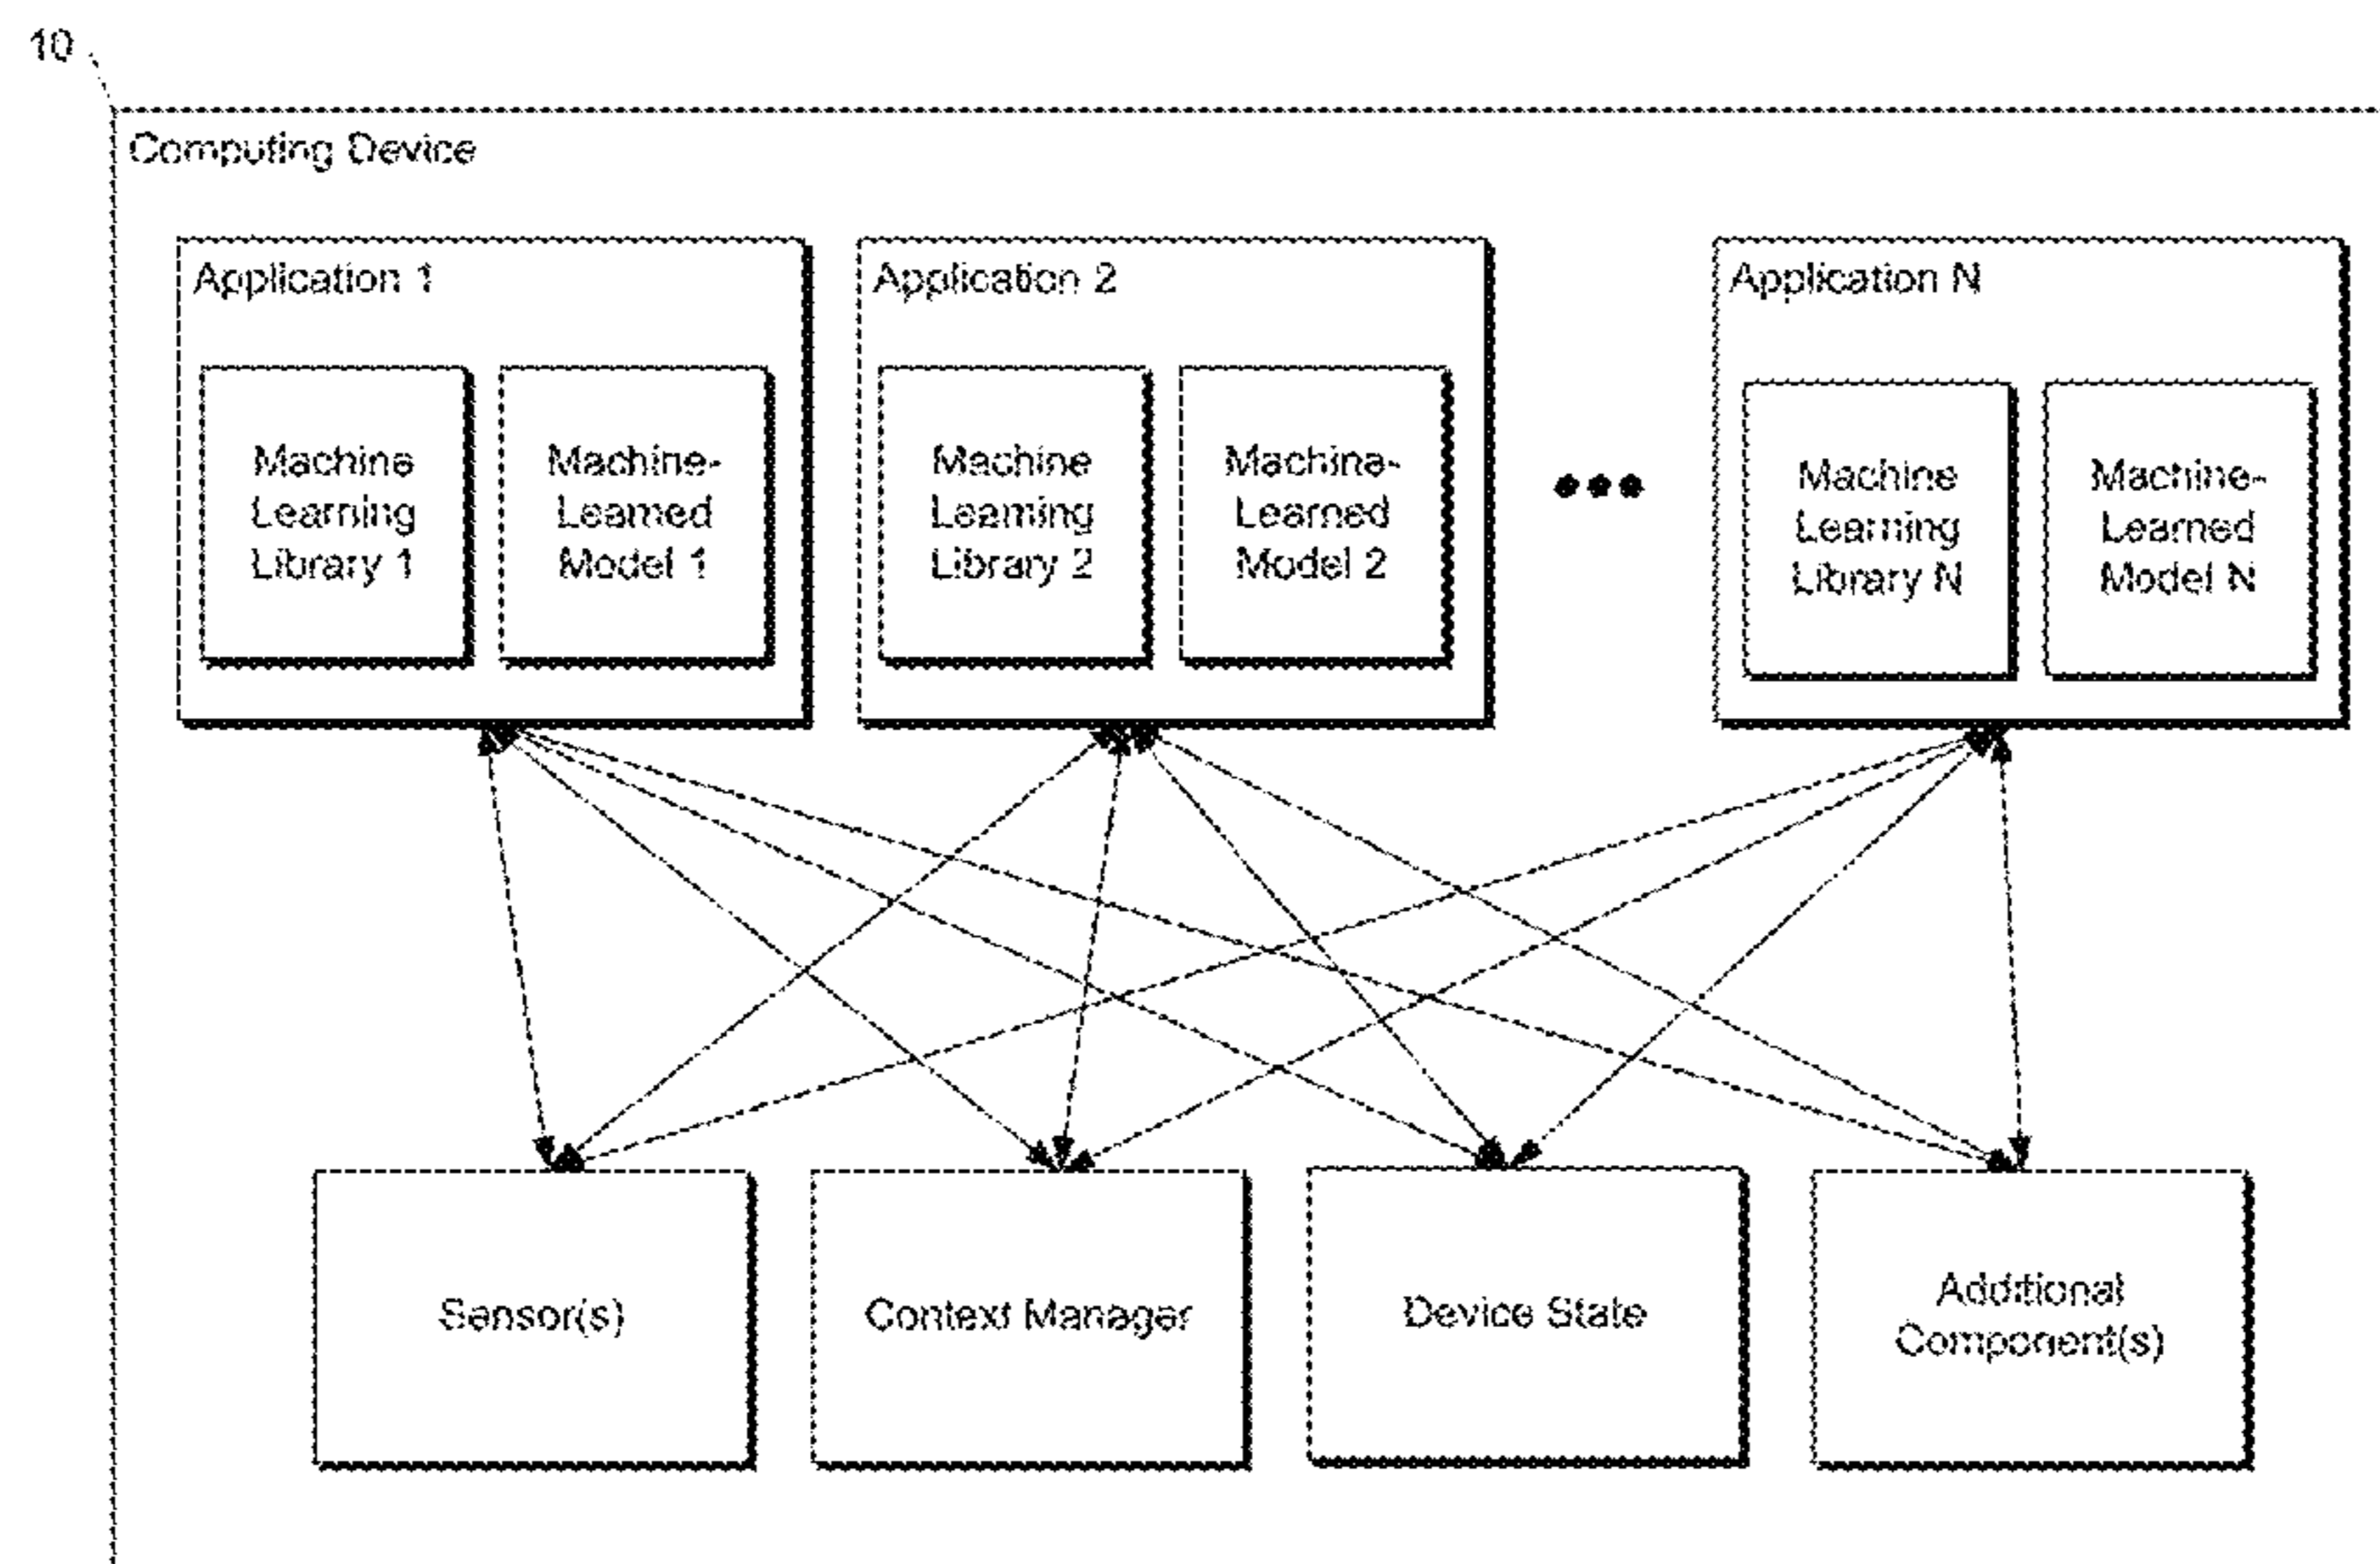 10
Computing Device
Application 1
Machine
Learning
Library 1
Machine-
Learned
Model 1
Application 2
Machine
Learning
Library 2
Machine-
Learned
Model 2
Application N
Machine
Learning
Library N
Machine-
Learned
Model N
Sensor(s)
Context Manager
Device State
Additional
Component(s)